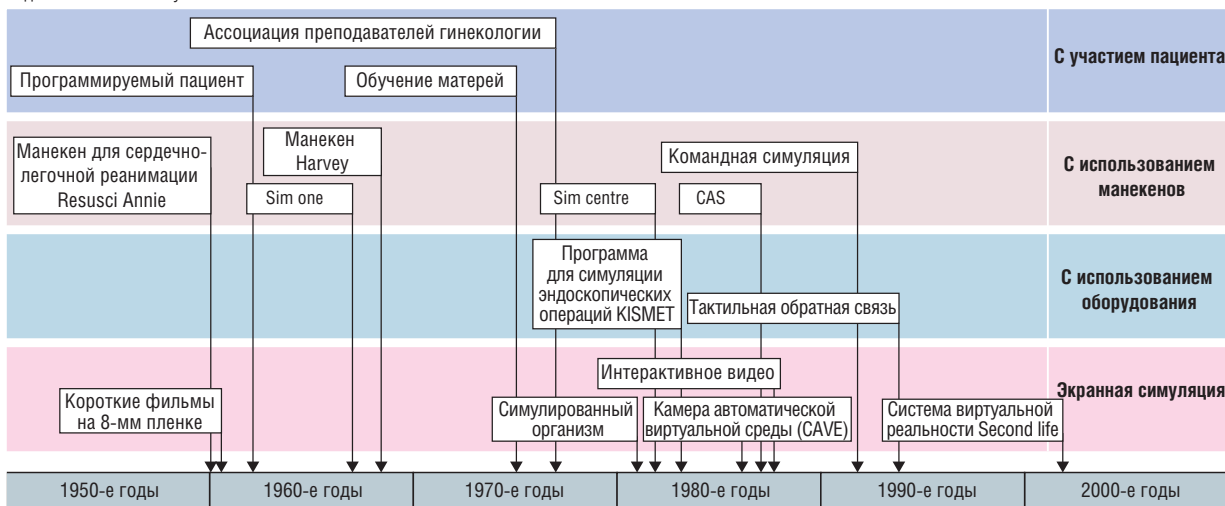 Ассоциация преподавателей гинекологии
С участием пациента
Программируемый пациент
Обучение матерей
Манекен для сердечно-
легочной реанимации
Resusci Annie
Манекен
Harvey
Командная симуляция
С использованием
манекенов
Sim one
Sim centre
CAS
Программа
для симуляции
эндоскопических
операций KISMET
Тактильная обратная связь
С использованием
оборудования
Интерактивное видео
Экранная симуляция
Короткие фильмы
на 8-мм пленке
Симулированный
организм
Камера автоматической
виртуальной среды (CAVE)
Система виртуальной
реальности Second life
1950-е годы
1960-е годы
1970-е годы
1980-е годы
1990-е годы
2000-е годы